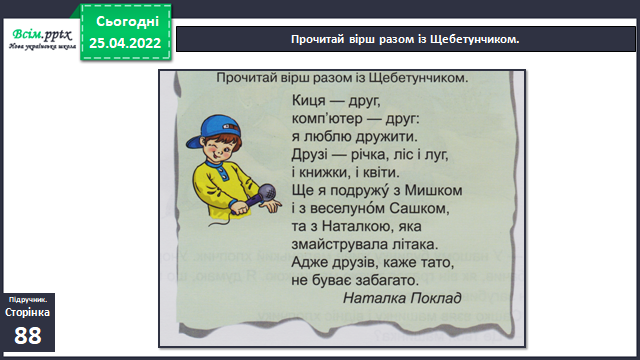 Всім.pptx
Нова українська школа
Сьогодні
25.04.2022
Прочитай вірш разом із Щебетунчиком.
Прочитай вірш разом із Щебетунчиком.
Киця — друг,
комп’ютер — друг:
я люблю дружити.
Друзі — річка, ліс і луг,
і книжки, і квіти.
Ще я подружу́ з Мишком
і з веселуно́м Сашком,
та з Наталкою, яка
змайструвала літака.
Адже друзів, каже тато,
не буває забагато.
Наталка Поклад
Підручник.
Сторінка
88